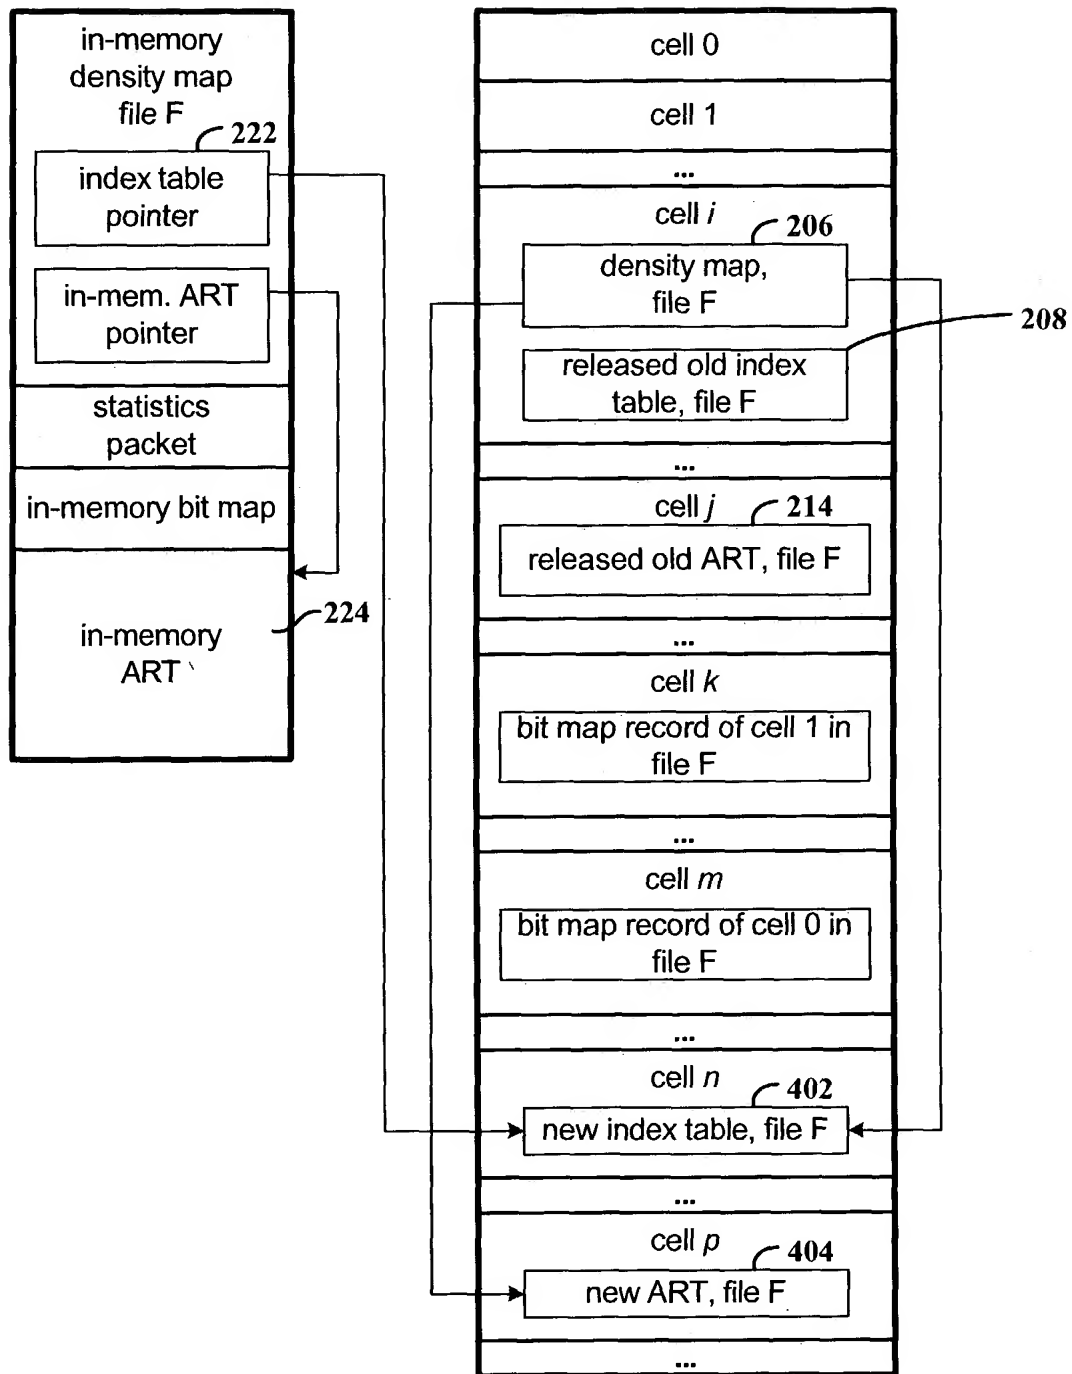 in-memory
density map
file F
222
index table
pointer
in-mem. ART
pointer
statistics
packet
in-memory bit map
224
in-memory
ART
cell 0
cell 1
...
cell i
206
density map,
file F
208
released old index
table, file F
...
cell j
214
released old ART, file F
...
cell k
bit map record of cell 1 in
file F
...
cell m
bit map record of cell 0 in
file F
...
cell n
402
new index table, file F
...
cell p
404
new ART, file F
...